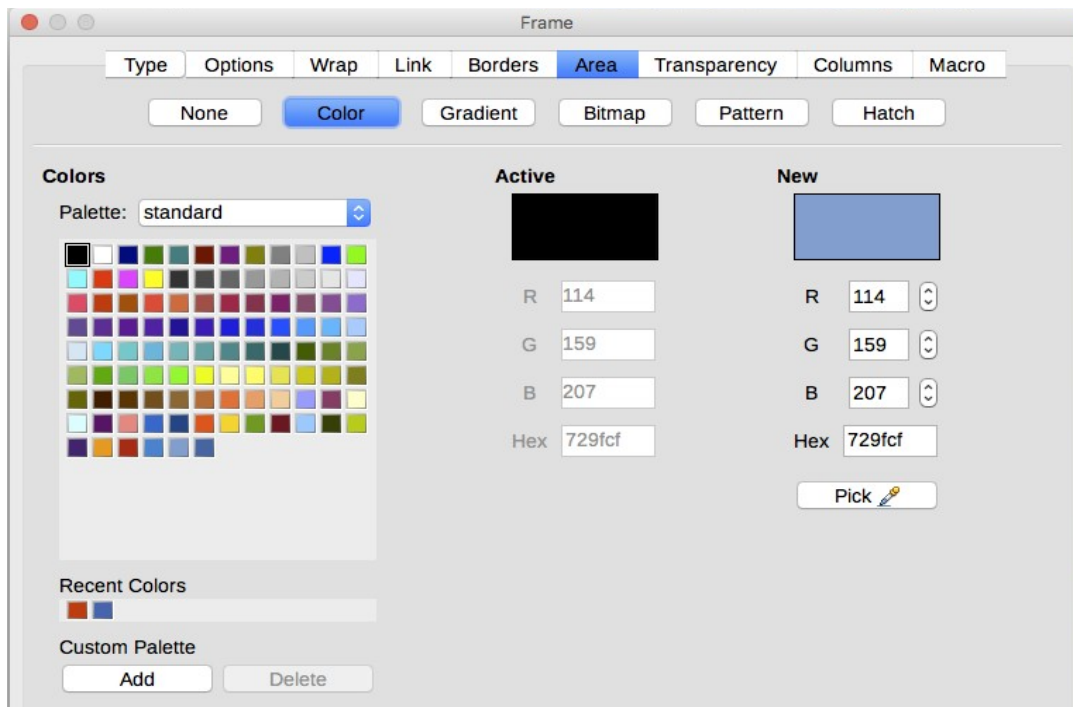 Frame
Type Options Wrap Link Borders Area Transparency Columns Macro
None Color Gradient Bitmap Pattern Hatch
Colors
Palette: standard
Recent Colors
Custom Palette
Add Delete
Active
R 114
G 159
B 207
Hex 729fcf
New
R 114
G 159
B 207
Hex 729fcf
Pick